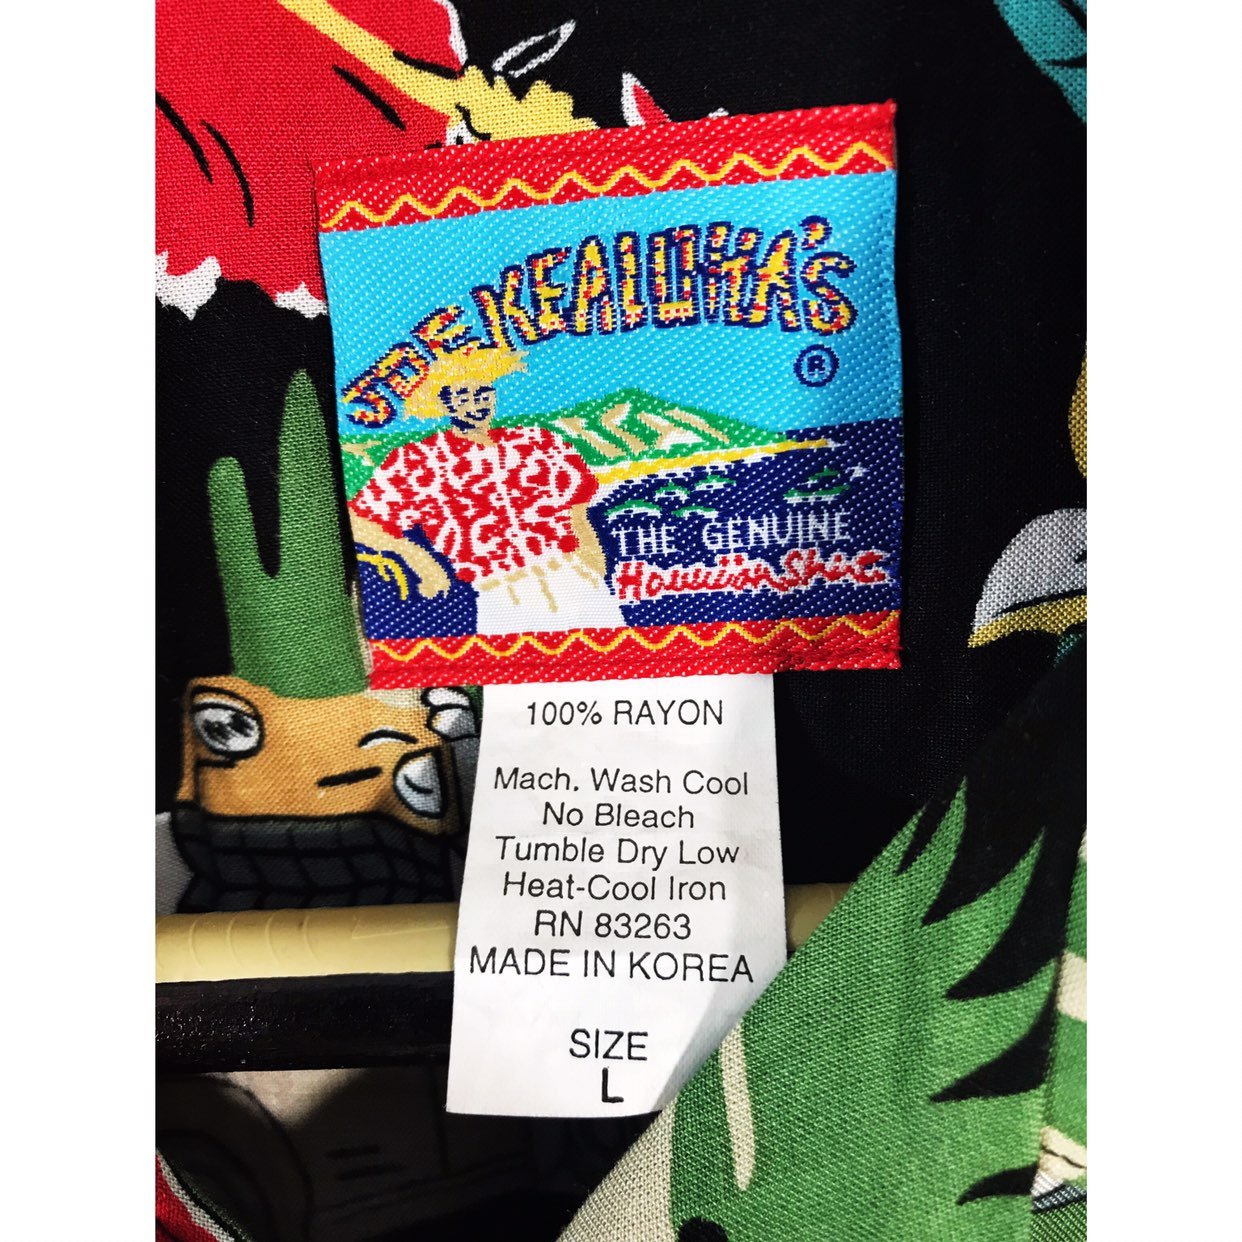 JOE KEALOHA'S
®
THE GENUINE
Hawaiian Shirt
100% RAYON
Mach. Wash Cool
No Bleach
Tumble Dry Low
Heat-Cool Iron
RN 83263
MADE IN KOREA
SIZE
L